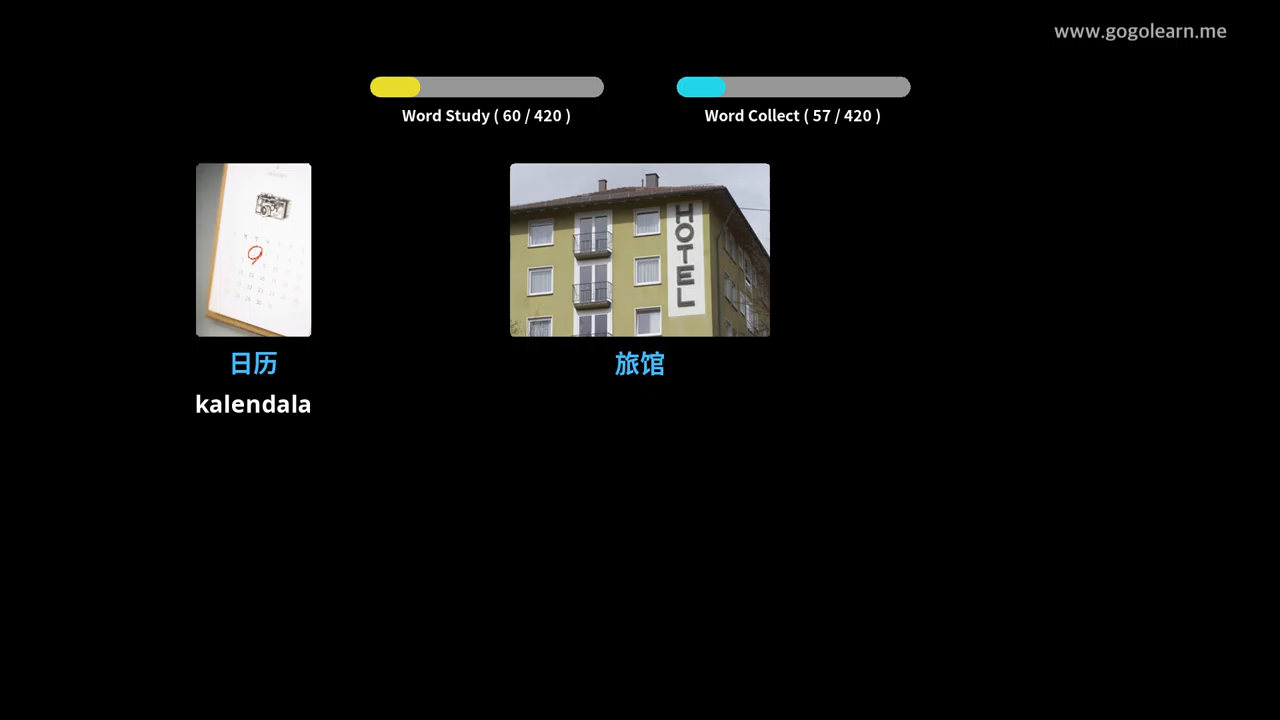 www.gogolearn.me
Word Study ( 60 / 420 )
Word Collect ( 57 / 420 )
HOTEL
日历
旅馆
kalendala